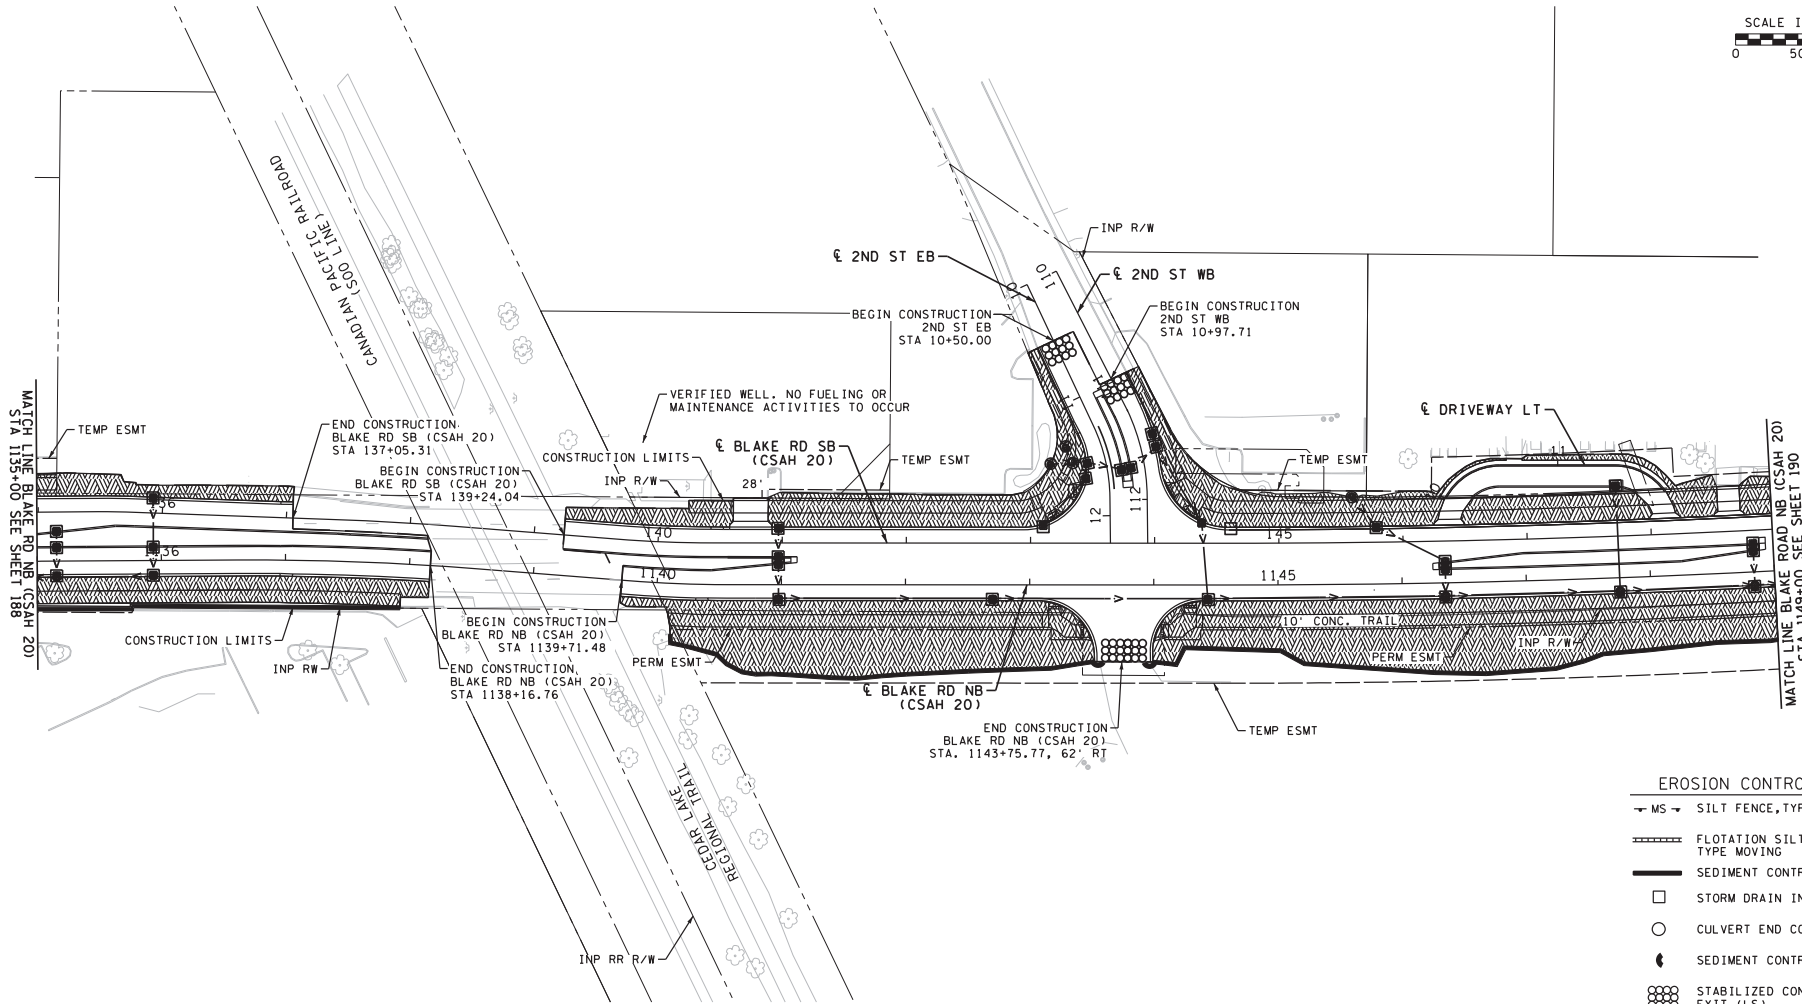 SCALE I
0 50
CANADIAN PACIFIC RAILROAD
(SOO LINE)
INP R/W
℄ 2ND ST EB
℄ 2ND ST WB
10
110
BEGIN CONSTRUCTION
2ND ST EB
STA 10+50.00
BEGIN CONSTRUCITON
2ND ST WB
STA 10+97.71
VERIFIED WELL. NO FUELING OR
MAINTENANCE ACTIVITIES TO OCCUR
℄ DRIVEWAY LT
MATCH LINE BLAKE RD NB (CSAH 20)
STA 1135+00 SEE SHEET 188
TEMP ESMT
END CONSTRUCTION
BLAKE RD SB (CSAH 20)
STA 137+05.31
BEGIN CONSTRUCTION
BLAKE RD SB (CSAH 20)
STA 139+24.04
℄ BLAKE RD SB
(CSAH 20)
CONSTRUCTION LIMITS
INP R/W
28'
TEMP ESMT
TEMP ESMT
11
12
112
136
1136
140
1140
145
1145
MATCH LINE BLAKE ROAD NB (CSAH 20)
STA 1149+00 SEE SHEET 190
CONSTRUCTION LIMITS
INP RW
BEGIN CONSTRUCTION
BLAKE RD NB (CSAH 20)
STA 1139+71.48
END CONSTRUCTION
BLAKE RD NB (CSAH 20)
STA 1138+16.76
PERM ESMT
10' CONC. TRAIL
PERM ESMT
INP R/W
℄ BLAKE RD NB
(CSAH 20)
END CONSTRUCTION
BLAKE RD NB (CSAH 20)
STA. 1143+75.77, 62' RT
TEMP ESMT
CEDAR LAKE
REGIONAL TRAIL
INP RR R/W
EROSION CONTRO
MS SILT FENCE, TYP
FLOTATION SILT
TYPE MOVING
SEDIMENT CONTR
STORM DRAIN IN
CULVERT END CO
SEDIMENT CONTR
STABILIZED CON
EXIT (LS)